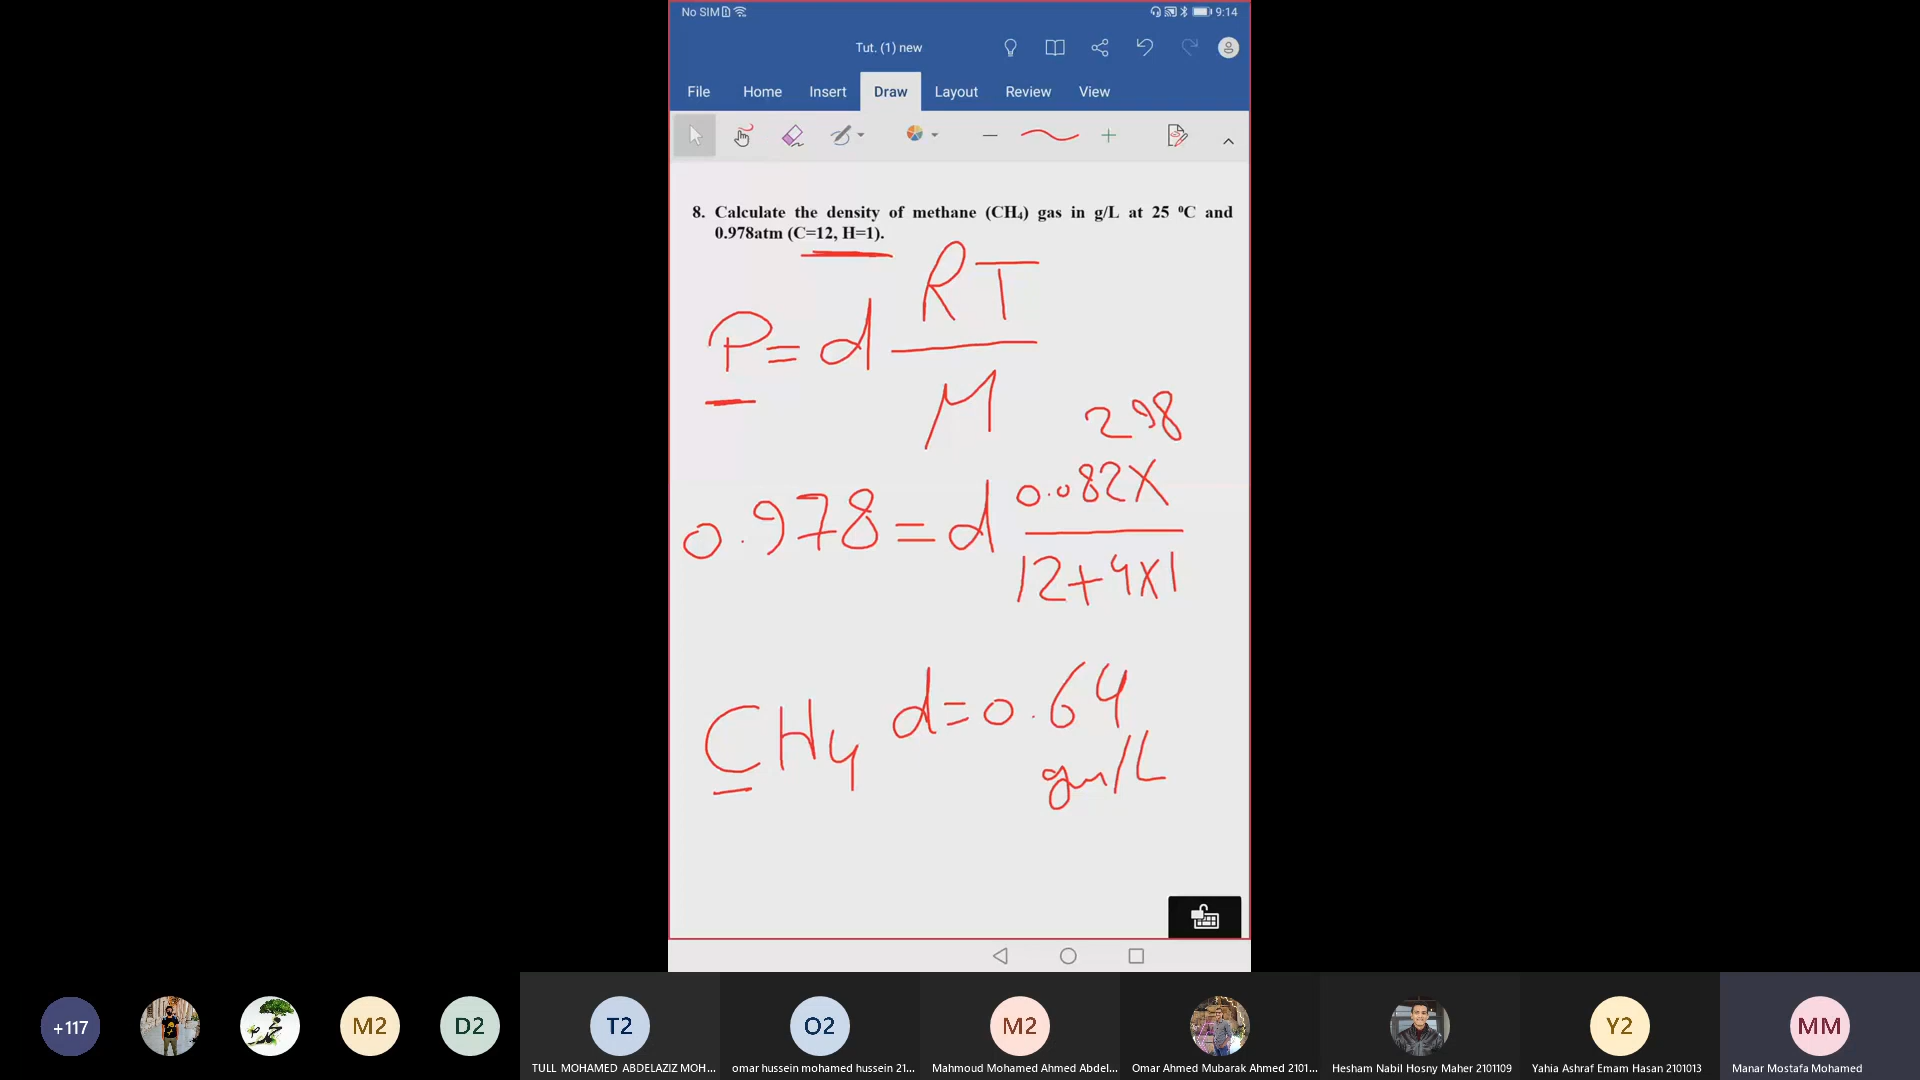 No SIM
9:14
Tut. (1) new
File Home Insert Draw Layout Review View
8. Calculate the density of methane (CH₄) gas in g/L at 25 ⁰C and
0.978atm (C=12, H=1).
P = d RT / M
298
0.978 = d 0.082X / 12+4X1
CH4 d=0.64
gm/L
+117
M2
D2
T2
O2
M2
Y2
MM
TULL MOHAMED ABDELAZIZ MOH...
omar hussein mohamed hussein 21...
Mahmoud Mohamed Ahmed Abdel...
Omar Ahmed Mubarak Ahmed 2101...
Hesham Nabil Hosny Maher 2101109
Yahia Ashraf Emam Hasan 2101013
Manar Mostafa Mohamed